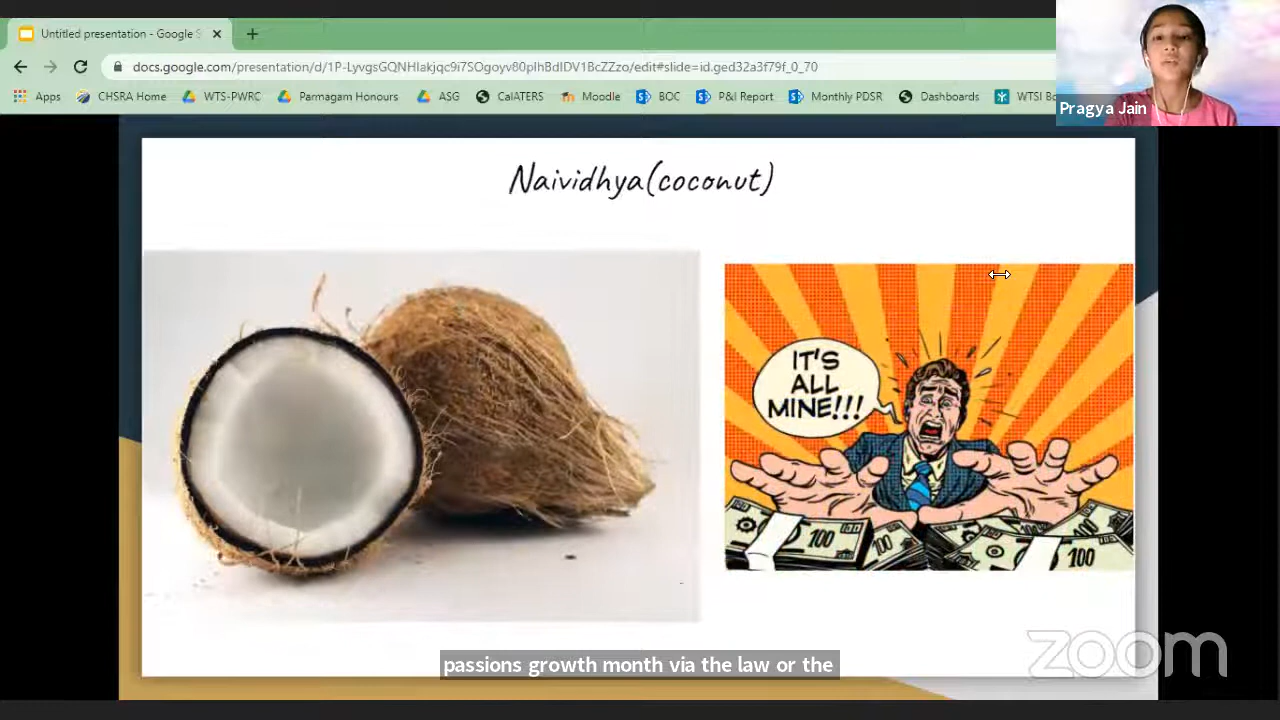 Untitled presentation - Google S
docs.google.com/presentation/d/1P-LyvgsGQNHIakjqc9i7SOgoyv80pIhBdIDV1BcZZzo/edit#slide=id.ged32a3f79f_0_70
Apps CHSRA Home WTS-PWRC Parmagam Honours ASG CalATERS Moodle BOC P&I Report Monthly PDSR Dashboards WTSI Bo
Pragya Jain
Naividhya(coconut)
IT'S
ALL
MINE!!!
100
100
100
passions growth month via the law or the
zoom